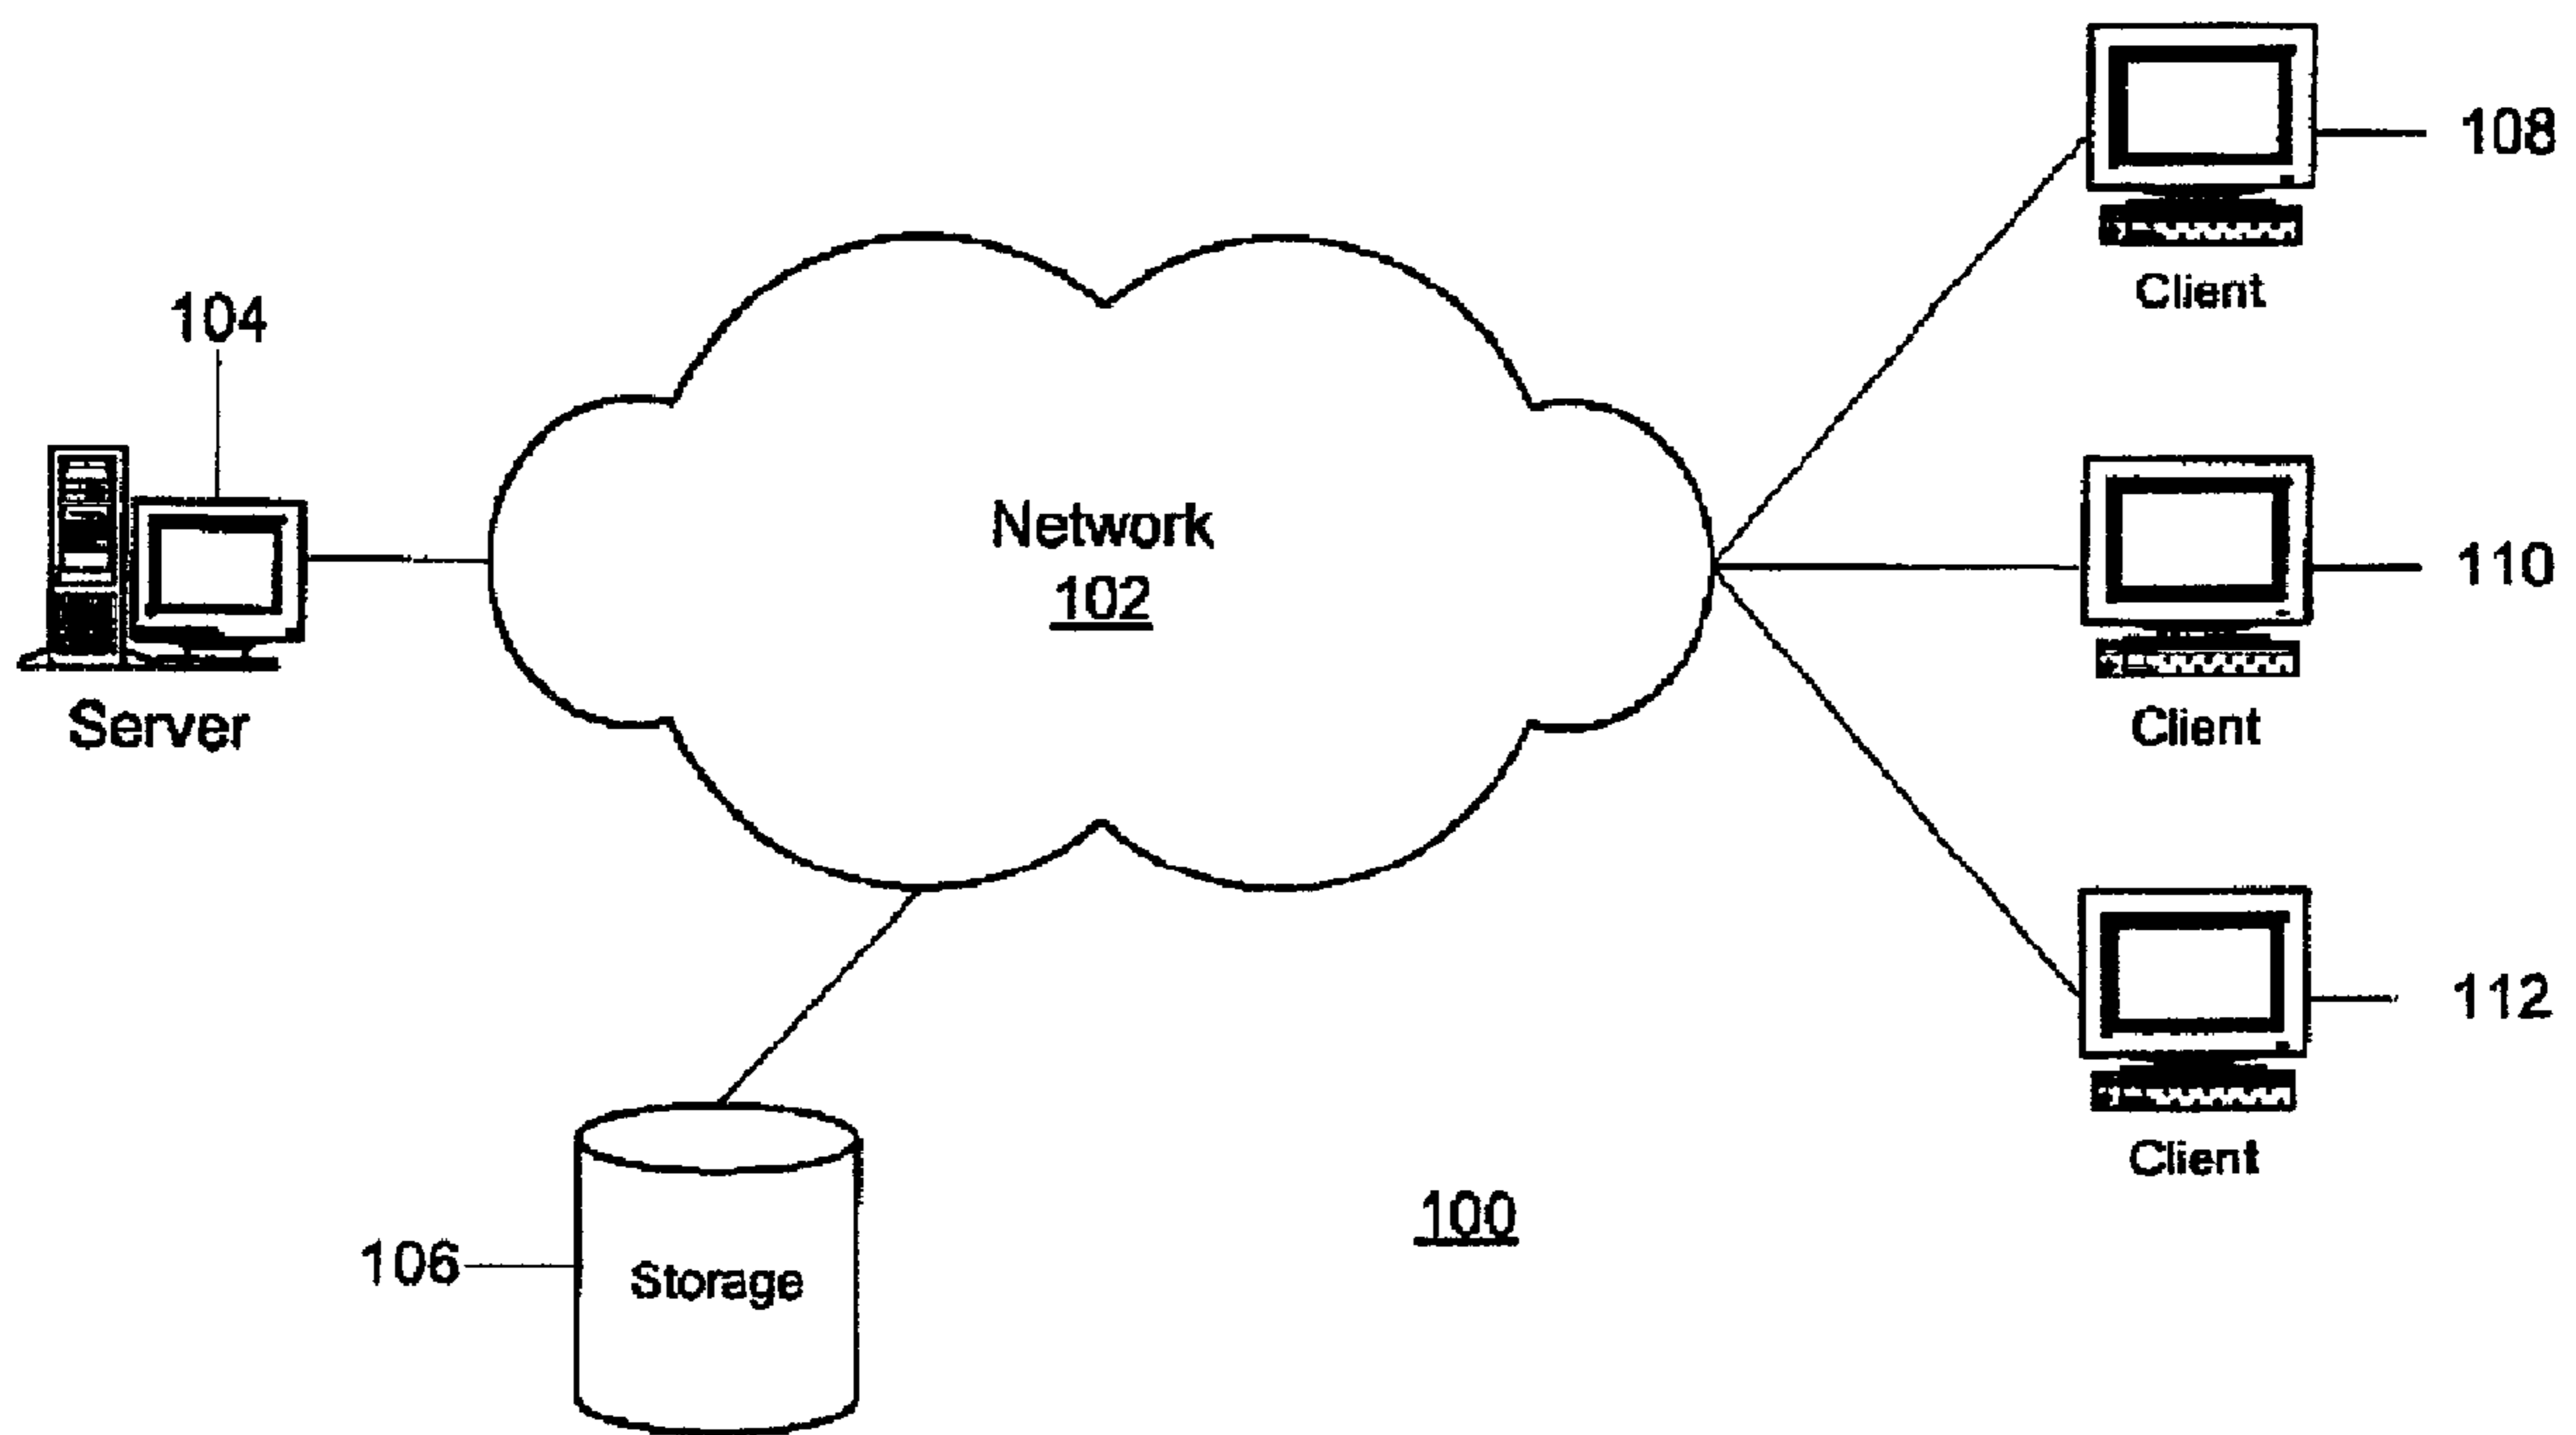 108
Client
104
Network
102
110
Server
Client
112
Client
100
106
Storage